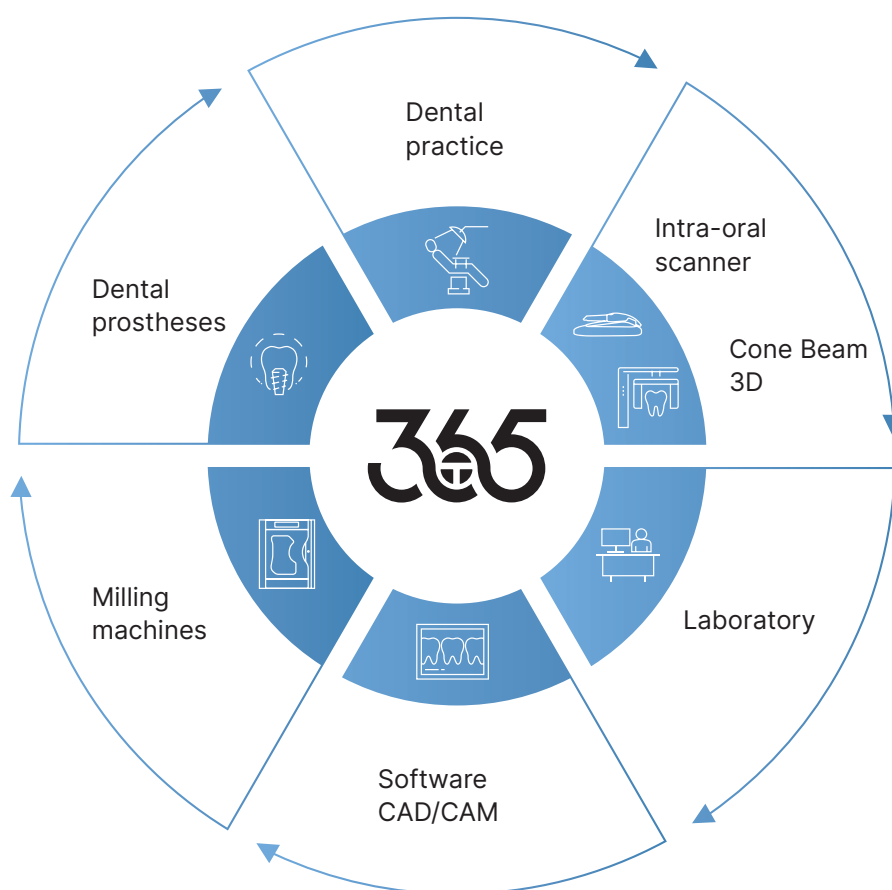 Dental
practice
Intra-oral
scanner
Cone Beam
3D
Laboratory
Software
CAD/CAM
Milling
machines
Dental
prostheses
365